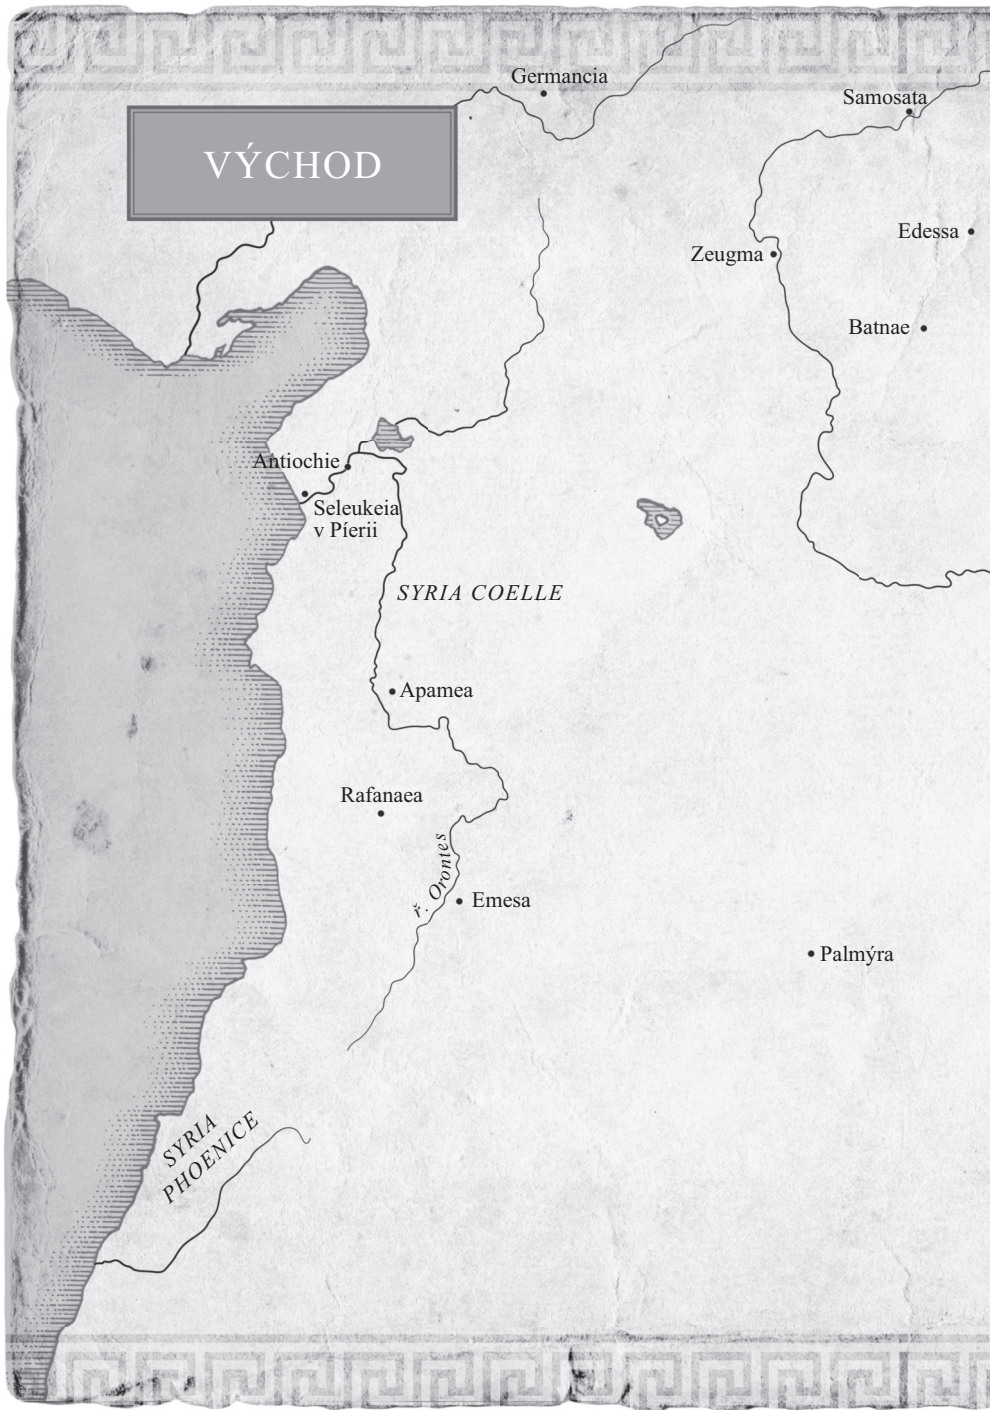 Germancia
Samosata
VÝCHOD
Edessa
Zeugma
Batnae
Antiochie
Seleukeia
v Píerii
SYRIA COELLE
Apamea
Rafanaea
ř. Orontes
Emesa
Palmýra
SYRIA
PHOENICE